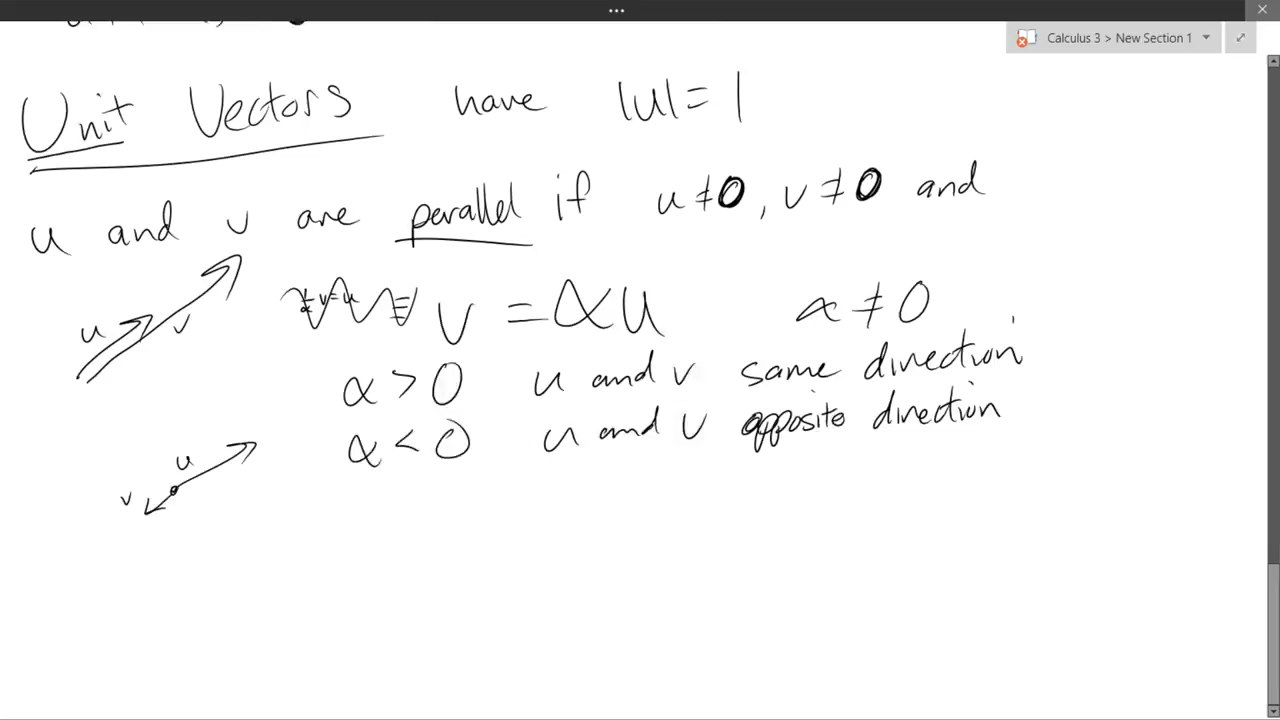 Calculus 3 > New Section 1
Unit Vectors have |u| = 1
u and v are parallel if u ≠ 0, v ≠ 0 and
v = αu α ≠ 0
u v
α > 0 u and v same direction
α < 0 u and v opposite direction
u
v